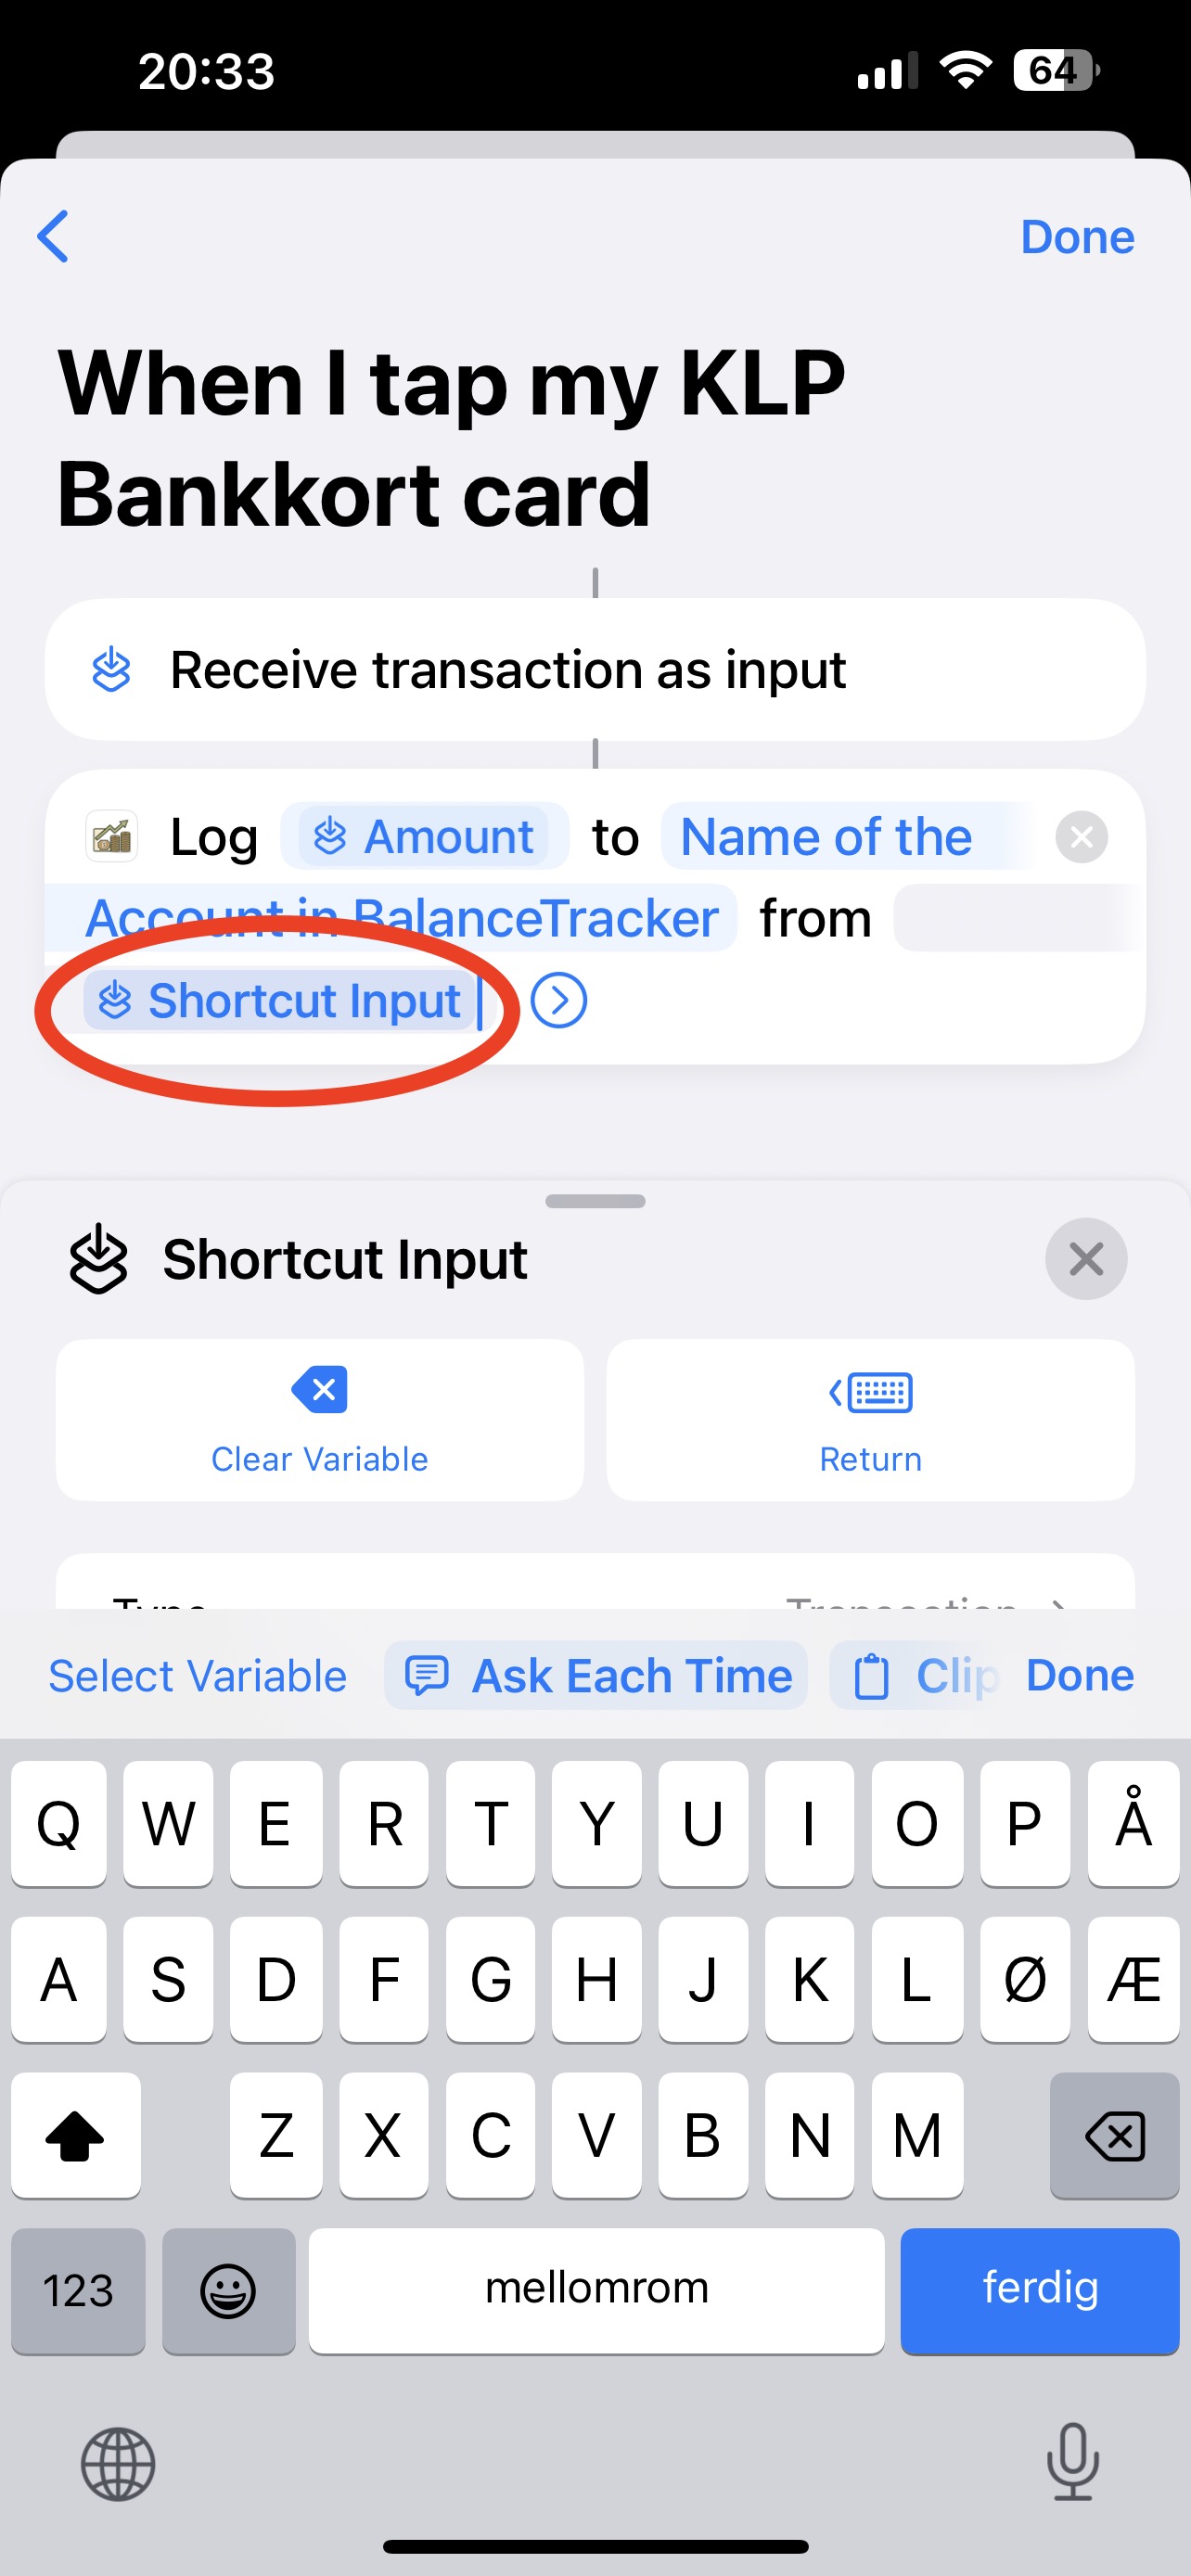 20:33
64
Done
When I tap my KLP
Bankkort card
Receive transaction as input
Log Amount to Name of the
Account in BalanceTracker from
Shortcut Input
Shortcut Input
Clear Variable
Return
Type Transaction
Select Variable Ask Each Time Clip Done
Q W E R T Y U I O P Å
A S D F G H J K L Ø Æ
Z X C V B N M
123 mellomrom ferdig